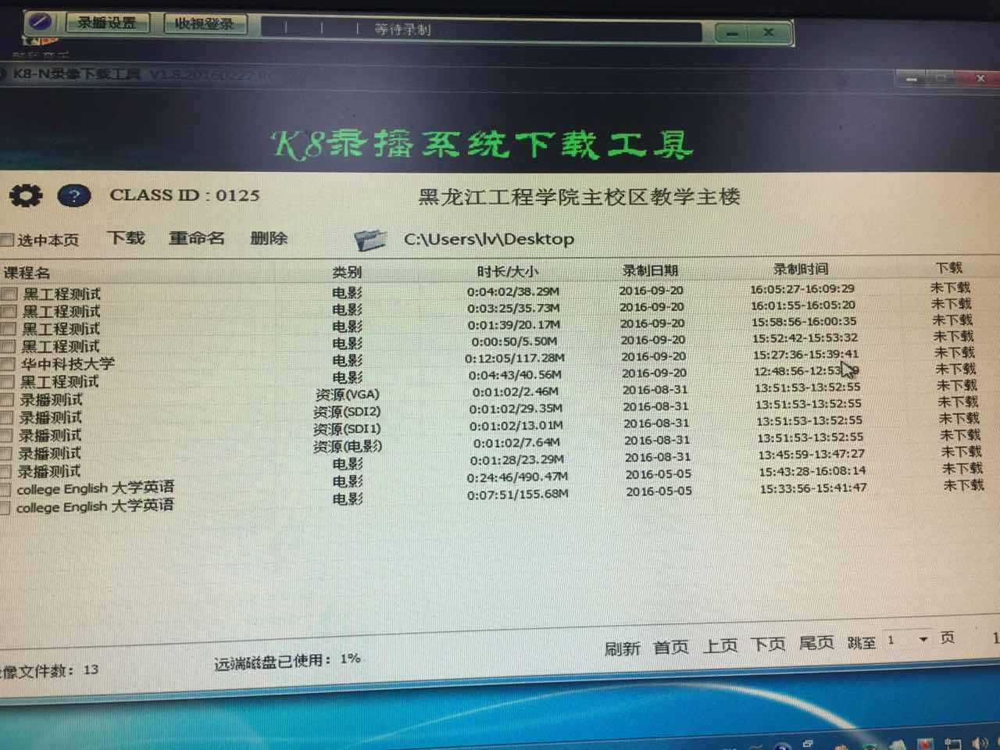 录播设置 收视登录 等待录制
K8-N录像下载工具 V1.8.20160222
K8录播系统下载工具
CLASS ID : 0125 黑龙江工程学院主校区教学主楼
选中本页 下载 重命名 删除 C:\Users\lv\Desktop
课程名 类别 时长/大小 录制日期 录制时间 下载
黑工程测试 电影 0:04:02/38.29M 2016-09-20 16:05:27-16:09:29 未下载
黑工程测试 电影 0:03:25/35.73M 2016-09-20 16:01:55-16:05:20 未下载
黑工程测试 电影 0:01:39/20.17M 2016-09-20 15:58:56-16:00:35 未下载
黑工程测试 电影 0:00:50/5.50M 2016-09-20 15:52:42-15:53:32 未下载
华中科技大学 电影 0:12:05/117.28M 2016-09-20 15:27:36-15:39:41 未下载
黑工程测试 电影 0:04:43/40.56M 2016-09-20 12:48:56-12:53 9 未下载
录播测试 资源(VGA) 0:01:02/2.46M 2016-08-31 13:51:53-13:52:55 未下载
录播测试 资源(SDI2) 0:01:02/29.35M 2016-08-31 13:51:53-13:52:55 未下载
录播测试 资源(SDI1) 0:01:02/13.01M 2016-08-31 13:51:53-13:52:55 未下载
录播测试 资源(电影) 0:01:02/7.64M 2016-08-31 13:51:53-13:52:55 未下载
录播测试 电影 0:01:28/23.29M 2016-08-31 13:45:59-13:47:27 未下载
college English 大学英语 电影 0:24:46/490.47M 2016-05-05 15:43:28-16:08:14 未下载
college English 大学英语 电影 0:07:51/155.68M 2016-05-05 15:33:56-15:41:47 未下载
刷新 首页 上页 下页 尾页 跳至 1 页 1
像文件数：13 远端磁盘已使用：1%